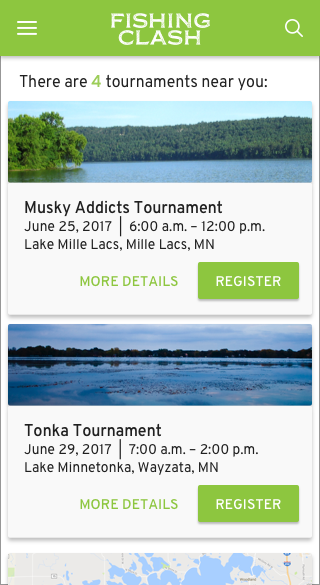 FISHING
CLASH
There are 4 tournaments near you:
Musky Addicts Tournament
June 25, 2017 | 6:00 a.m. – 12:00 p.m.
Lake Mille Lacs, Mille Lacs, MN
MORE DETAILS REGISTER
Tonka Tournament
June 29, 2017 | 7:00 a.m. – 2:00 p.m.
Lake Minnetonka, Wayzata, MN
MORE DETAILS REGISTER